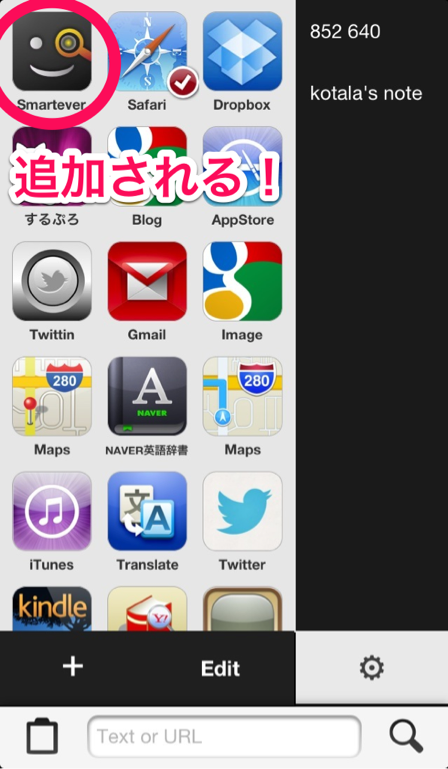 852 640
Smartever Safari Dropbox
kotala's note
追加される！
するぷろ Blog AppStore
Twittin Gmail Image
280
A
NAVER
280
Maps NAVER英語辞書 Maps
文
A
iTunes Translate Twitter
kindle
Y!
+ Edit
Text or URL